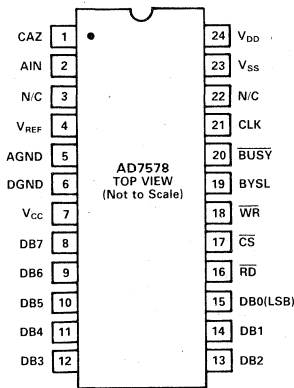 CAZ 1
AIN 2
N/C 3
VREF 4
AGND 5
DGND 6
VCC 7
DB7 8
DB6 9
DB5 10
DB4 11
DB3 12
AD7578
TOP VIEW
(Not to Scale)
24 VDD
23 VSS
22 N/C
21 CLK
20 BUSY
19 BYSL
18 WR
17 CS
16 RD
15 DB0(LSB)
14 DB1
13 DB2